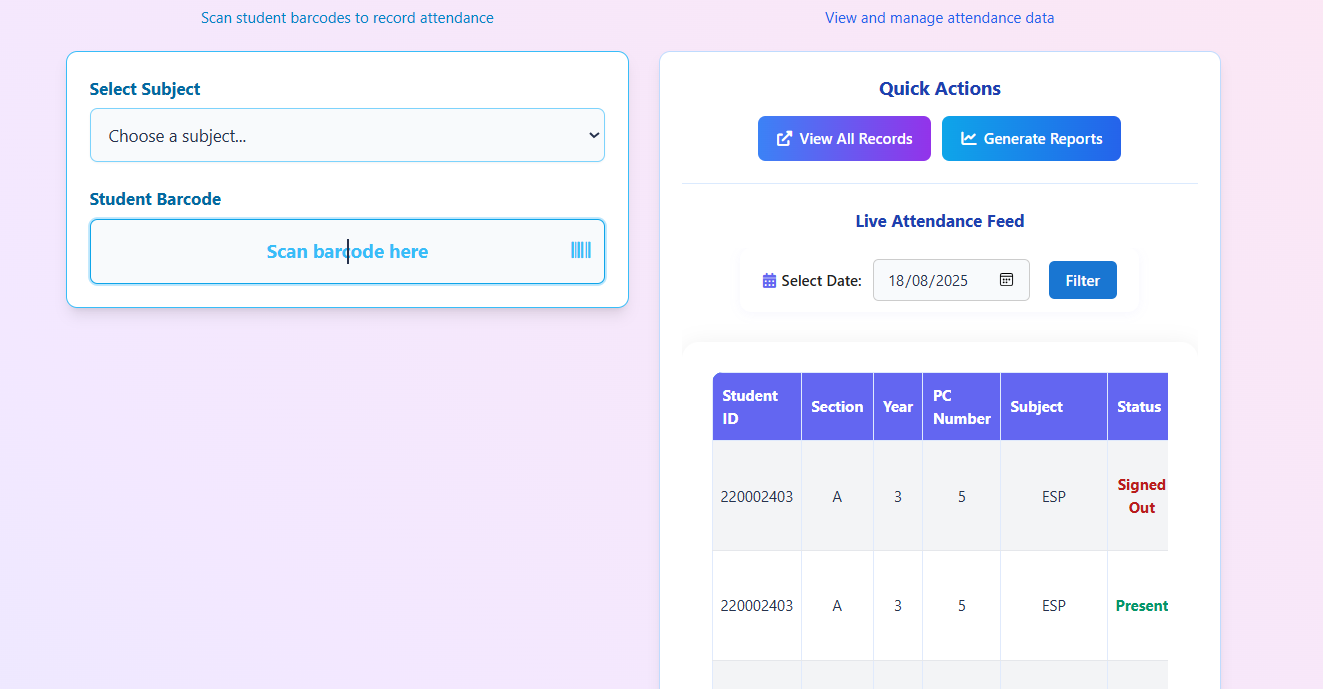 Scan student barcodes to record attendance
Select Subject
Choose a subject...
Student Barcode
Scan barcode here
View and manage attendance data
Quick Actions
View All Records
Generate Reports
Live Attendance Feed
Select Date: 18/08/2025 Filter
Student ID Section Year PC Number Subject Status
220002403 A 3 5 ESP Signed Out
220002403 A 3 5 ESP Present